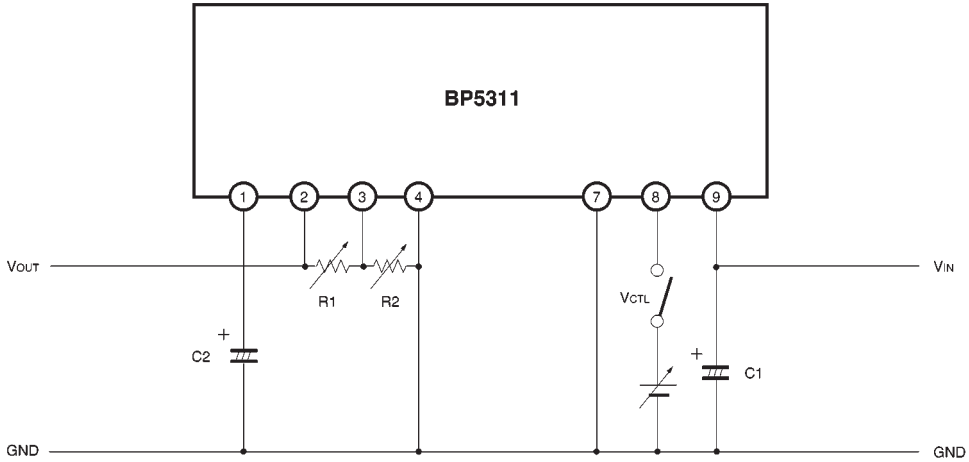 BP5311
1 2 3 4 7 8 9
VOUT
R1 R2
VCTL
VIN
+
C2
+
C1
GND
GND